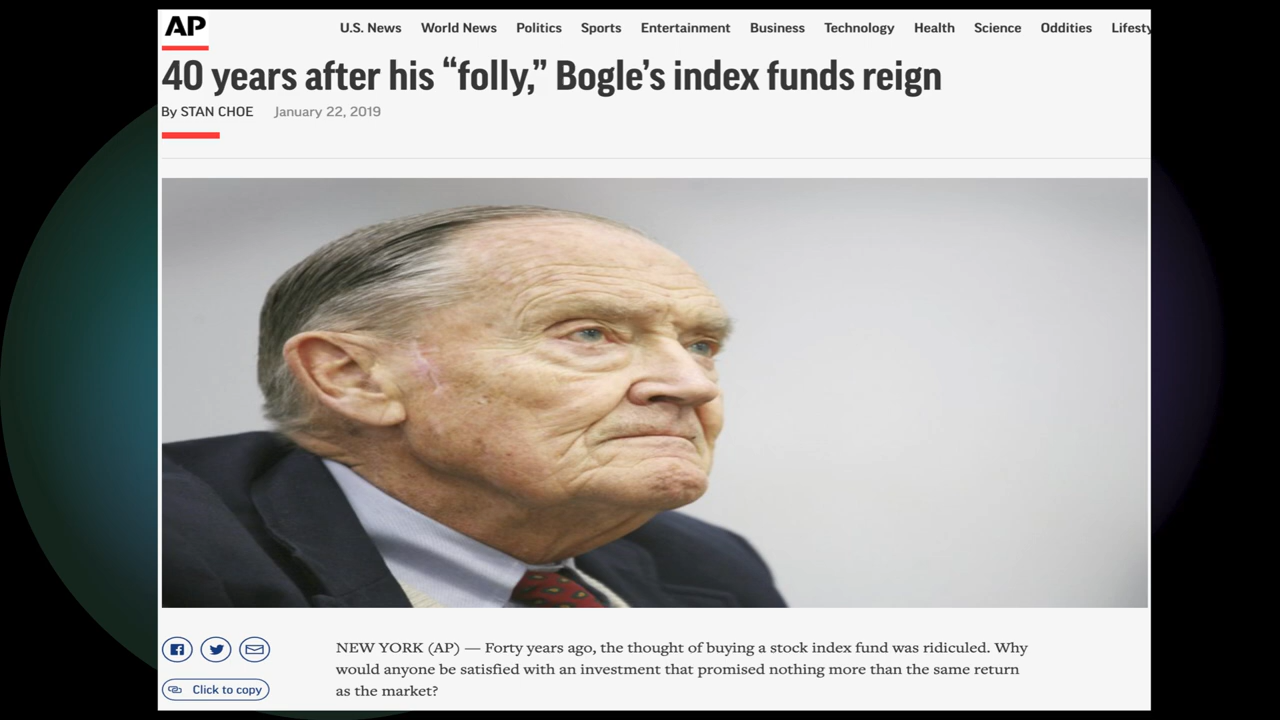 AP
U.S. News World News Politics Sports Entertainment Business Technology Health Science Oddities Lifesty
40 years after his “folly,” Bogle’s index funds reign
By STAN CHOE January 22, 2019
NEW YORK (AP) — Forty years ago, the thought of buying a stock index fund was ridiculed. Why
would anyone be satisfied with an investment that promised nothing more than the same return
as the market?
Click to copy